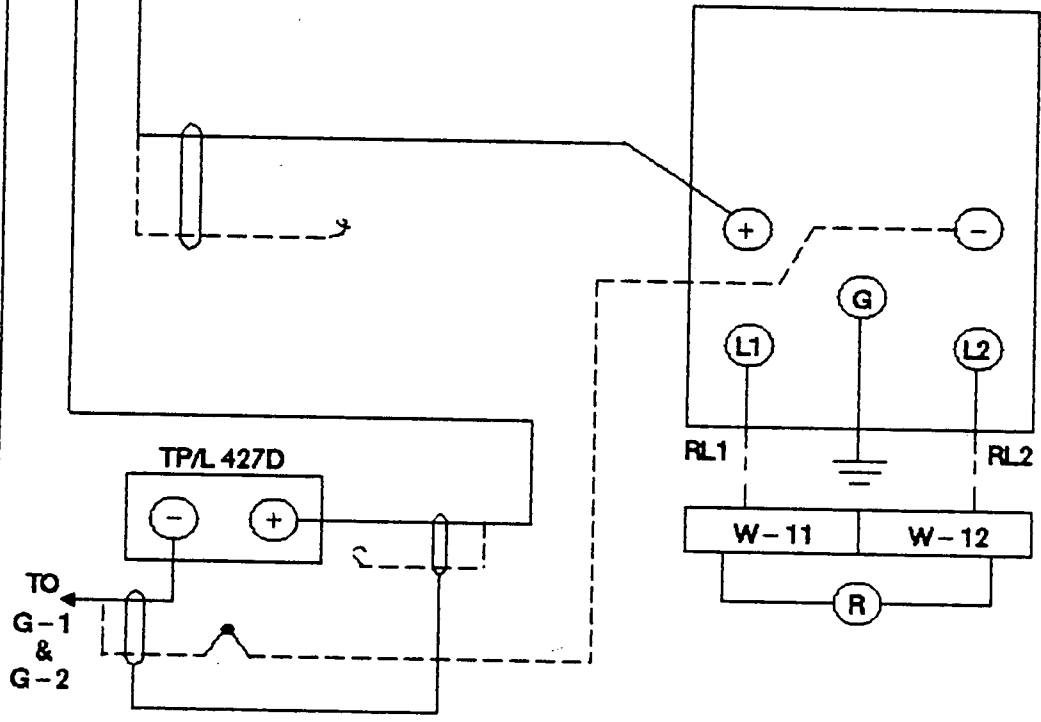 +
-
G
L1
L2
RL1
RL2
TP/L 427D
-
+
W-11
W-12
TO
G-1
&
G-2
R